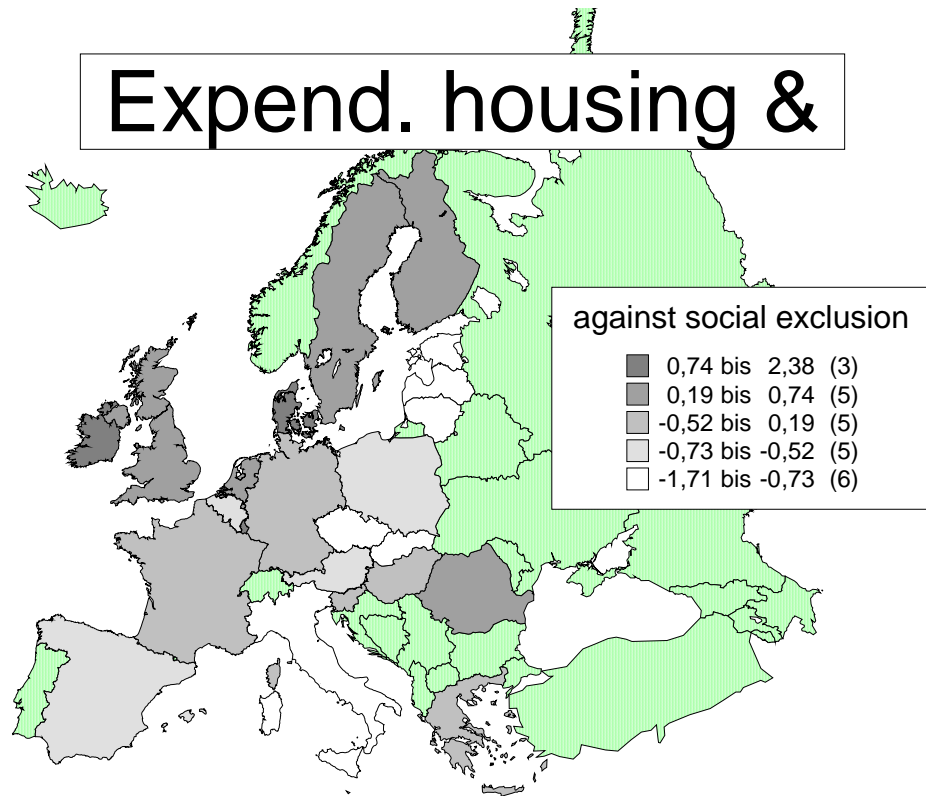 Expend. housing &
against social exclusion
0,74 bis 2,38 (3)
0,19 bis 0,74 (5)
-0,52 bis 0,19 (5)
-0,73 bis -0,52 (5)
-1,71 bis -0,73 (6)